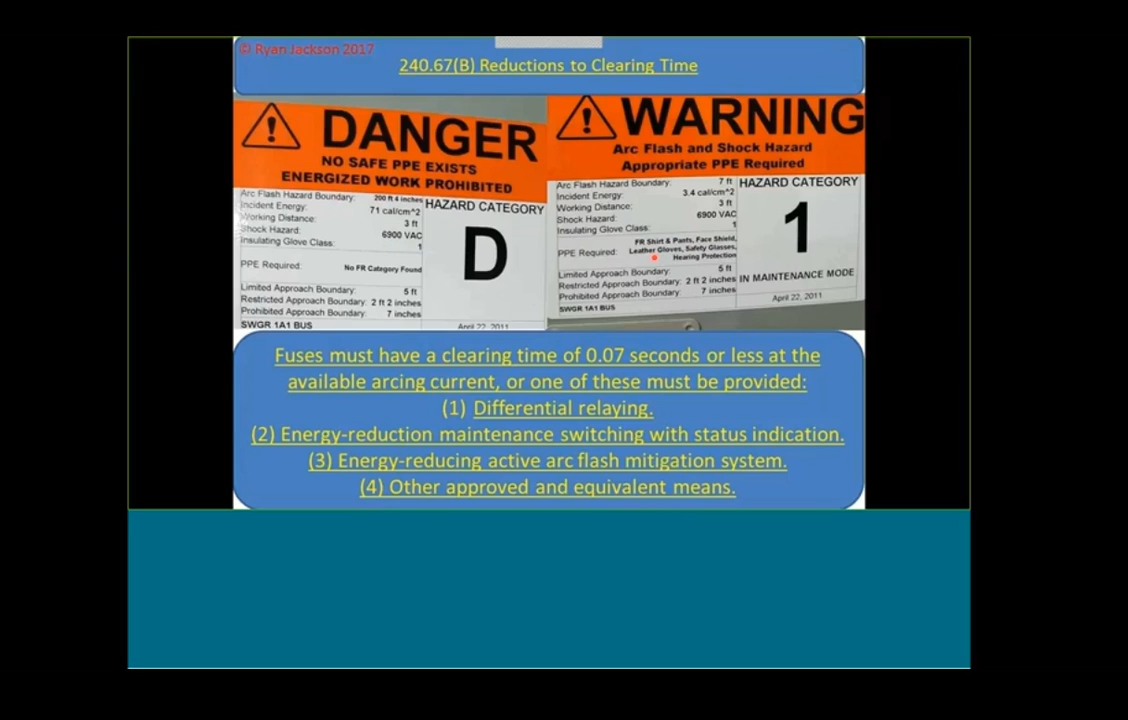 © Ryan Jackson 2017
240.67(B) Reductions to Clearing Time
DANGER
NO SAFE PPE EXISTS
ENERGIZED WORK PROHIBITED
Arc Flash Hazard Boundary: 200 ft 4 inches
Incident Energy: 71 cal/cm^2
Working Distance: 3 ft
Shock Hazard: 6900 VAC
Insulating Glove Class: 1
PPE Required: No FR Category Found
Limited Approach Boundary: 5 ft
Restricted Approach Boundary: 2 ft 2 inches
Prohibited Approach Boundary: 7 inches
SWGR 1A1 BUS
HAZARD CATEGORY
D
April 22, 2011
WARNING
Arc Flash and Shock Hazard
Appropriate PPE Required
Arc Flash Hazard Boundary: 7 ft
Incident Energy: 3.4 cal/cm^2
Working Distance: 3 ft
Shock Hazard: 6900 VAC
Insulating Glove Class: 1
PPE Required: FR Shirt & Pants, Face Shield,
Leather Gloves, Safety Glasses,
Hearing Protection
Limited Approach Boundary: 5 ft
Restricted Approach Boundary: 2 ft 2 inches
Prohibited Approach Boundary: 7 inches
SWGR 1A1 BUS
HAZARD CATEGORY
1
IN MAINTENANCE MODE
April 22, 2011
Fuses must have a clearing time of 0.07 seconds or less at the
available arcing current, or one of these must be provided:
(1) Differential relaying.
(2) Energy-reduction maintenance switching with status indication.
(3) Energy-reducing active arc flash mitigation system.
(4) Other approved and equivalent means.